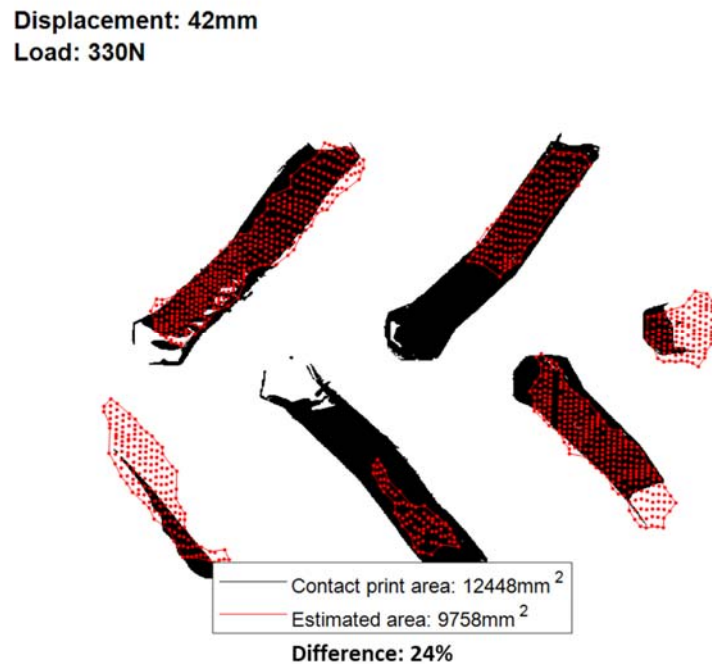 Displacement: 42mm
Load: 330N
Contact print area: 12448mm²
Estimated area: 9758mm²
Difference: 24%